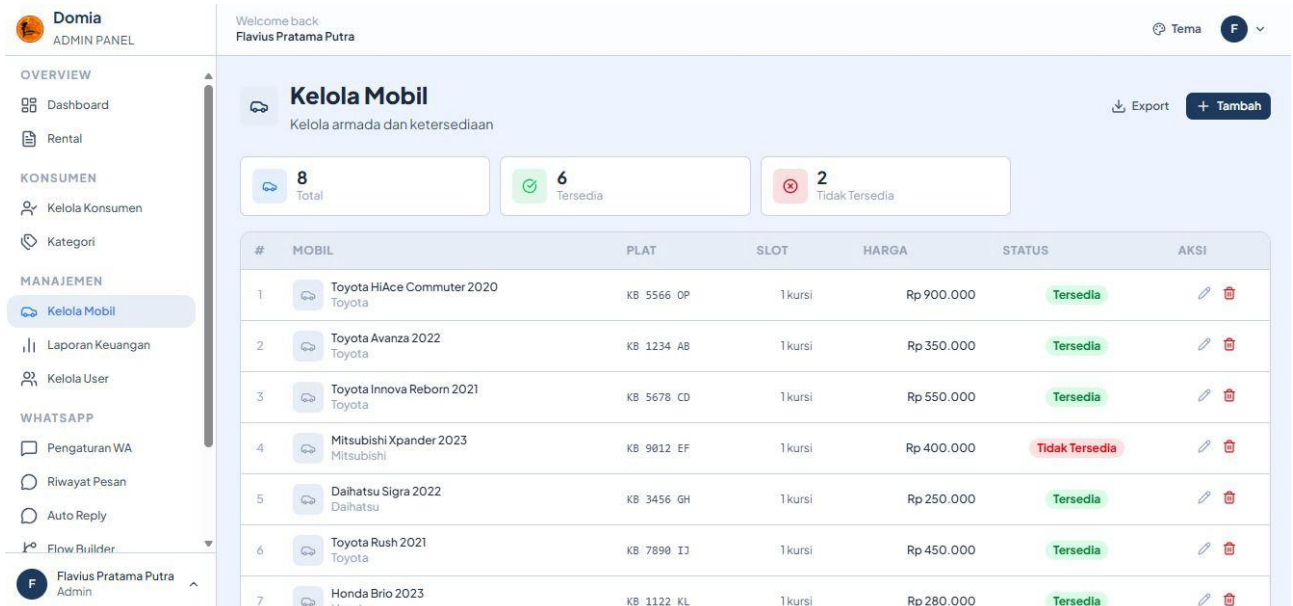 Domia
ADMIN PANEL
Welcome back
Flavius Pratama Putra
Tema
F
OVERVIEW
Dashboard
Rental
KONSUMEN
Kelola Konsumen
Kategori
MANAJEMEN
Kelola Mobil
Laporan Keuangan
Kelola User
WHATSAPP
Pengaturan WA
Riwayat Pesan
Auto Reply
Flow Builder
F
Flavius Pratama Putra
Admin
Kelola Mobil
Kelola armada dan ketersediaan
Export
+ Tambah
8
Total
6
Tersedia
2
Tidak Tersedia
# MOBIL PLAT SLOT HARGA STATUS AKSI
1 Toyota HiAce Commuter 2020 KB 5566 OP 1 kursi Rp 900.000 Tersedia
Toyota
2 Toyota Avanza 2022 KB 1234 AB 1 kursi Rp 350.000 Tersedia
Toyota
3 Toyota Innova Reborn 2021 KB 5678 CD 1 kursi Rp 550.000 Tersedia
Toyota
4 Mitsubishi Xpander 2023 KB 9012 EF 1 kursi Rp 400.000 Tidak Tersedia
Mitsubishi
5 Daihatsu Sigra 2022 KB 3456 GH 1 kursi Rp 250.000 Tersedia
Daihatsu
6 Toyota Rush 2021 KB 7890 IJ 1 kursi Rp 450.000 Tersedia
Toyota
7 Honda Brio 2023 KB 1122 KL 1 kursi Rp 280.000 Tersedia